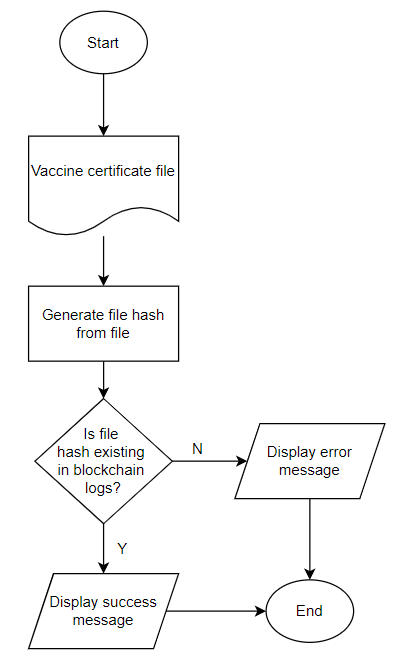 Start
Vaccine certificate file
Generate file hash
from file
Is file
hash existing
in blockchain
logs?
N
Display error
message
Y
Display success
message
End